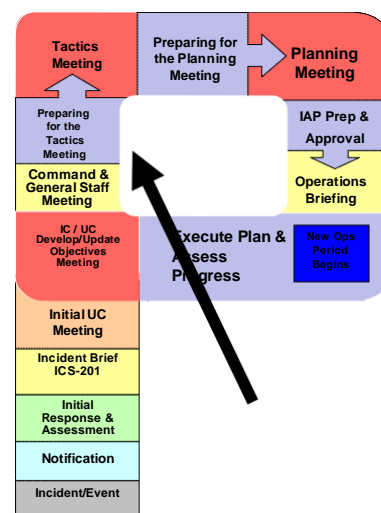 Tactics
Meeting
Preparing for
the Planning
Meeting
Planning
Meeting
Preparing
for the
Tactics
Meeting
IAP Prep &
Approval
Command &
General Staff
Meeting
Operations
Briefing
IC / UC
Develop/Update
Objectives
Meeting
Execute Plan &
Assess
Progress
New Ops
Period
Begins
Initial UC
Meeting
Incident Brief
ICS-201
Initial
Response &
Assessment
Notification
Incident/Event